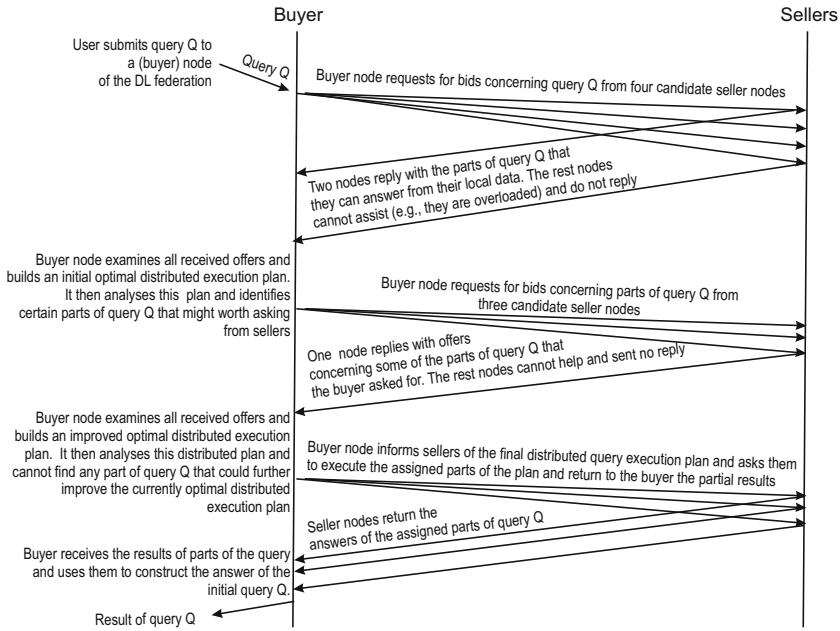 Buyer
Sellers
User submits query Q to
a (buyer) node
of the DL federation
Query Q
Buyer node requests for bids concerning query Q from four candidate seller nodes
Two nodes reply with the parts of query Q that
they can answer from their local data. The rest nodes
cannot assist (e.g., they are overloaded) and do not reply
Buyer node examines all received offers and
builds an initial optimal distributed execution plan.
It then analyses this plan and identifies
certain parts of query Q that might worth asking
from sellers
Buyer node requests for bids concerning parts of query Q from
three candidate seller nodes
One node replies with offers
concerning some of the parts of query Q that
the buyer asked for. The rest nodes cannot help and sent no reply
Buyer node examines all received offers and
builds an improved optimal distributed execution
plan. It then analyses this distributed plan and
cannot find any part of query Q that could further
improve the currently optimal distributed
execution plan
Buyer node informs sellers of the final distributed query execution plan and asks them
to execute the assigned parts of the plan and return to the buyer the partial results
Seller nodes return the
answers of the assigned parts of query Q
Buyer receives the results of parts of the query
and uses them to construct the answer of the
initial query Q.
Result of query Q